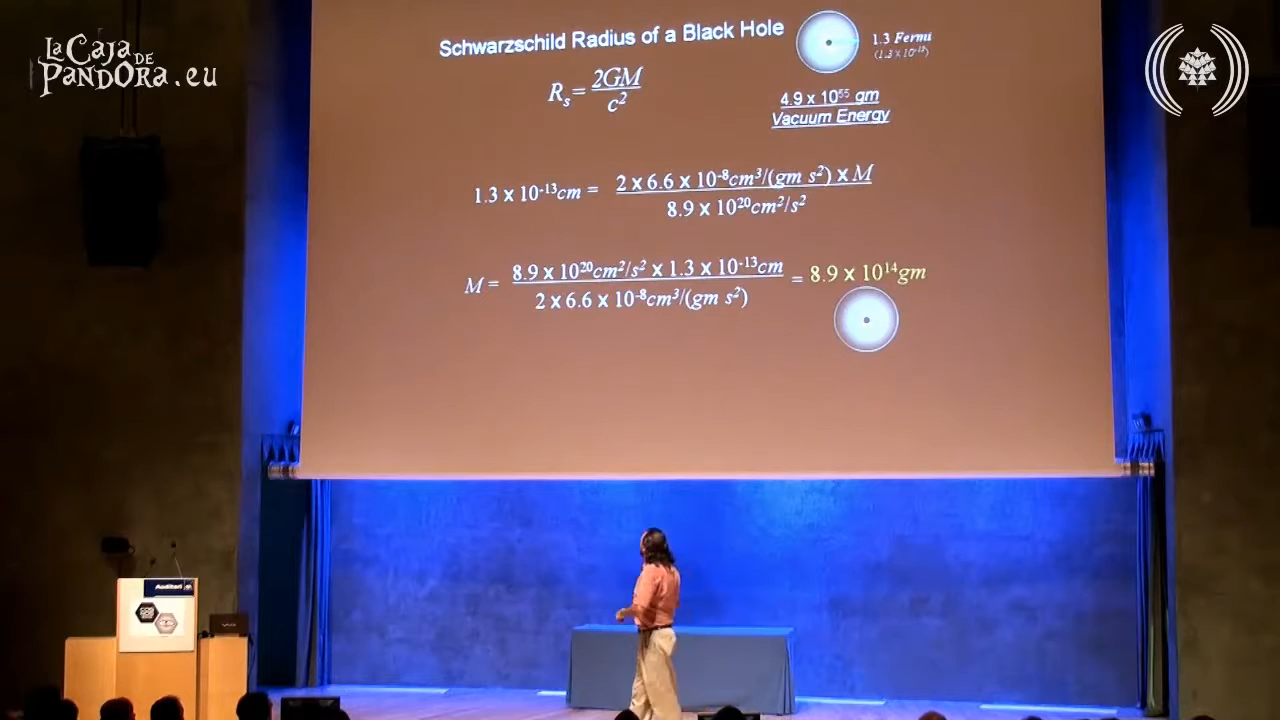 La Caja
DE
PanDOra.eu
Schwarzschild Radius of a Black Hole
1.3 Fermi
(1.3 x 10⁻¹³)
Rₛ = 2GM
c²
4.9 x 10⁵⁵ gm
Vacuum Energy
1.3 x 10⁻¹³cm = 2 x 6.6 x 10⁻⁸cm³/(gm s²) x M
8.9 x 10²⁰cm²/s²
M = 8.9 x 10²⁰cm²/s² x 1.3 x 10⁻¹³cm = 8.9 x 10¹⁴gm
2 x 6.6 x 10⁻⁸cm³/(gm s²)
Auditori